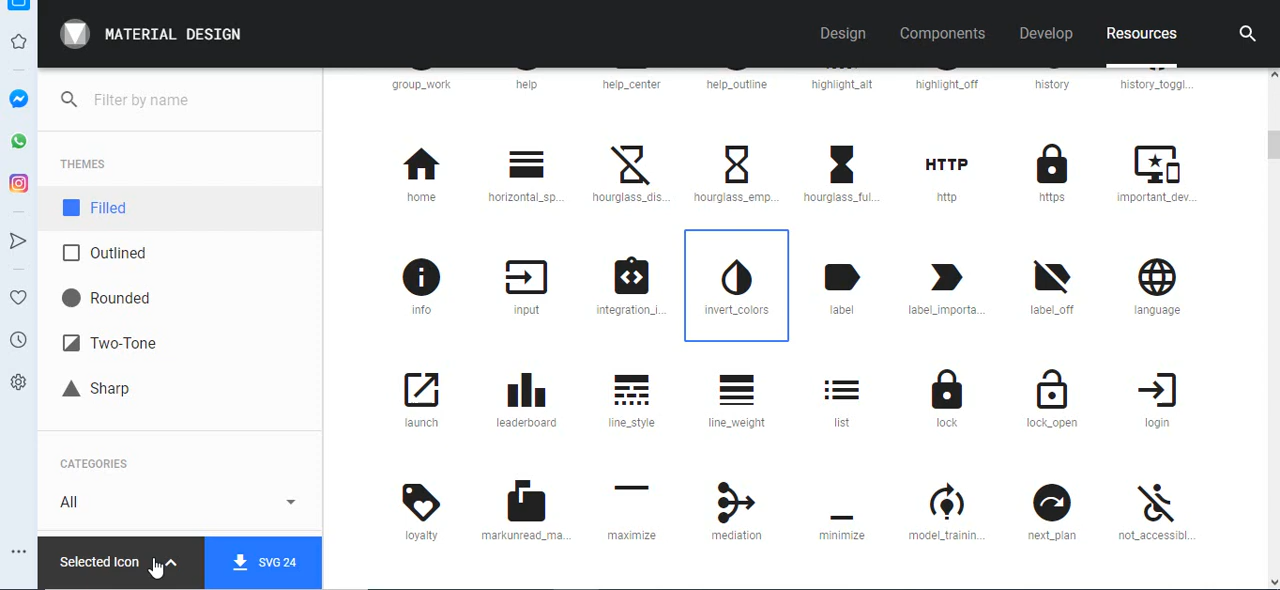 MATERIAL DESIGN
Design Components Develop Resources
Filter by name
THEMES
Filled
Outlined
Rounded
Two-Tone
Sharp
CATEGORIES
All
Selected Icon
SVG 24
group_work help help_center help_outline highlight_alt highlight_off history history_toggl...
HTTP
home horizontal_sp... hourglass_dis... hourglass_emp... hourglass_ful... http https important_dev...
info input integration_i... invert_colors label label_importa... label_off language
launch leaderboard line_style line_weight list lock lock_open login
loyalty markunread_ma... maximize mediation minimize model_trainin... next_plan not_accessibl...